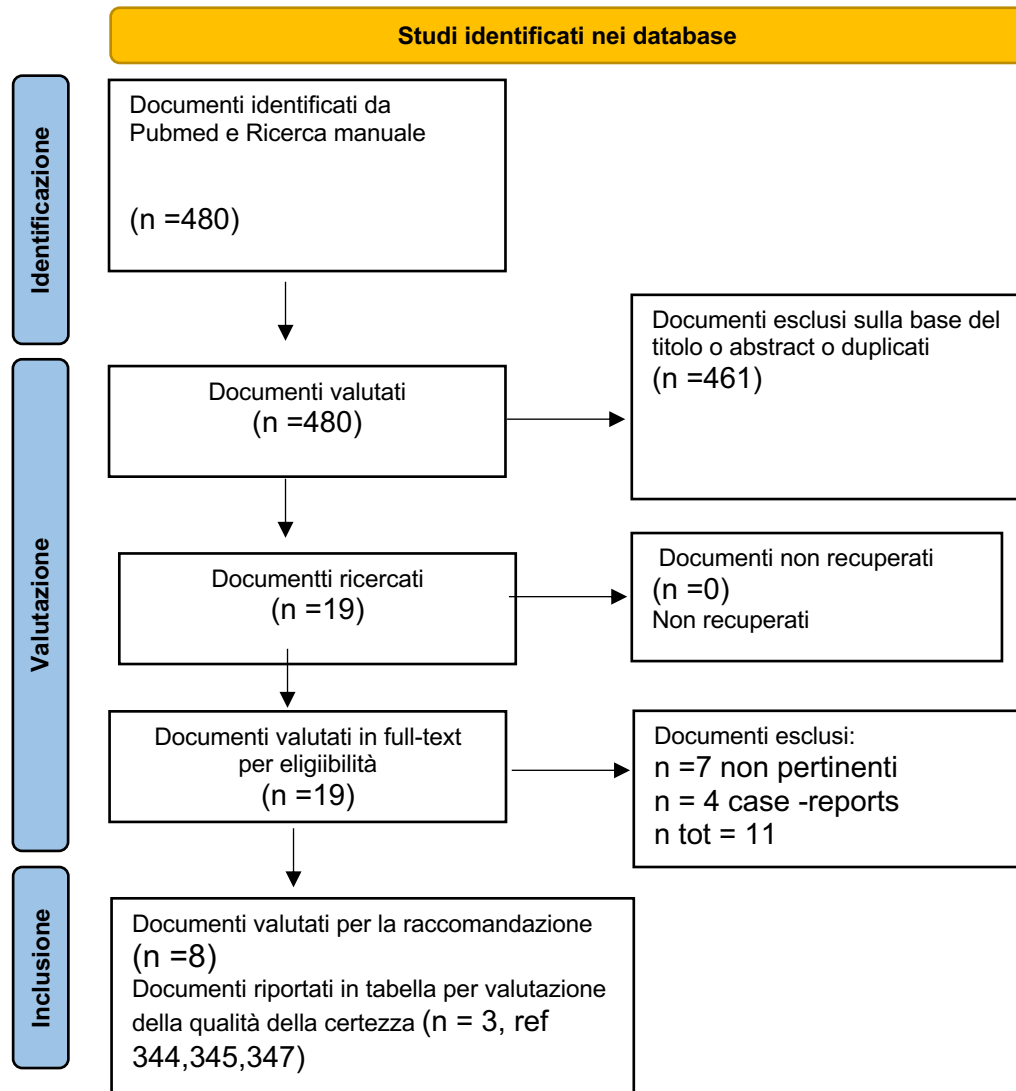 Studi identificati nei database
Identificazione
Documenti identificati da
Pubmed e Ricerca manuale
(n =480)
Documenti esclusi sulla base del
titolo o abstract o duplicati
(n =461)
Valutazione
Documenti valutati
(n =480)
Documentti ricercati
(n =19)
Documenti non recuperati
(n =0)
Non recuperati
Documenti valutati in full-text
per eligiibilità
(n =19)
Documenti esclusi:
n =7 non pertinenti
n = 4 case -reports
n tot = 11
Inclusione
Documenti valutati per la raccomandazione
(n =8)
Documenti riportati in tabella per valutazione
della qualità della certezza (n = 3, ref
344,345,347)